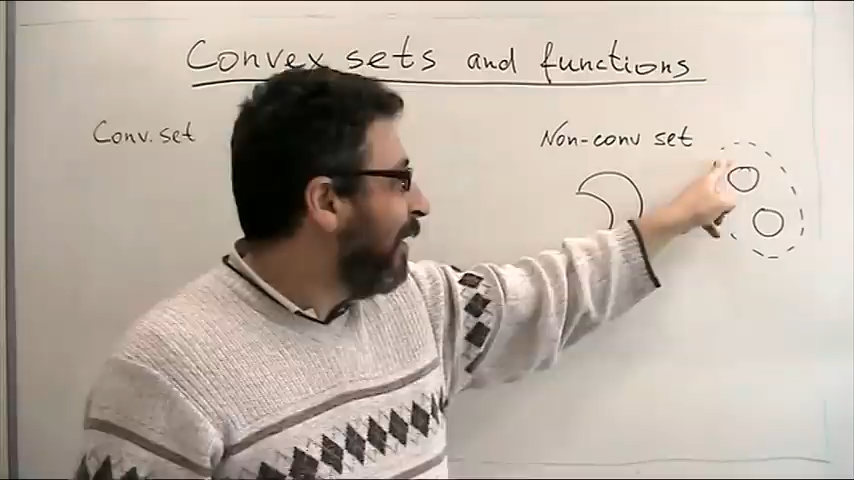 Convex sets and functions
Conv. set
Non-conv set